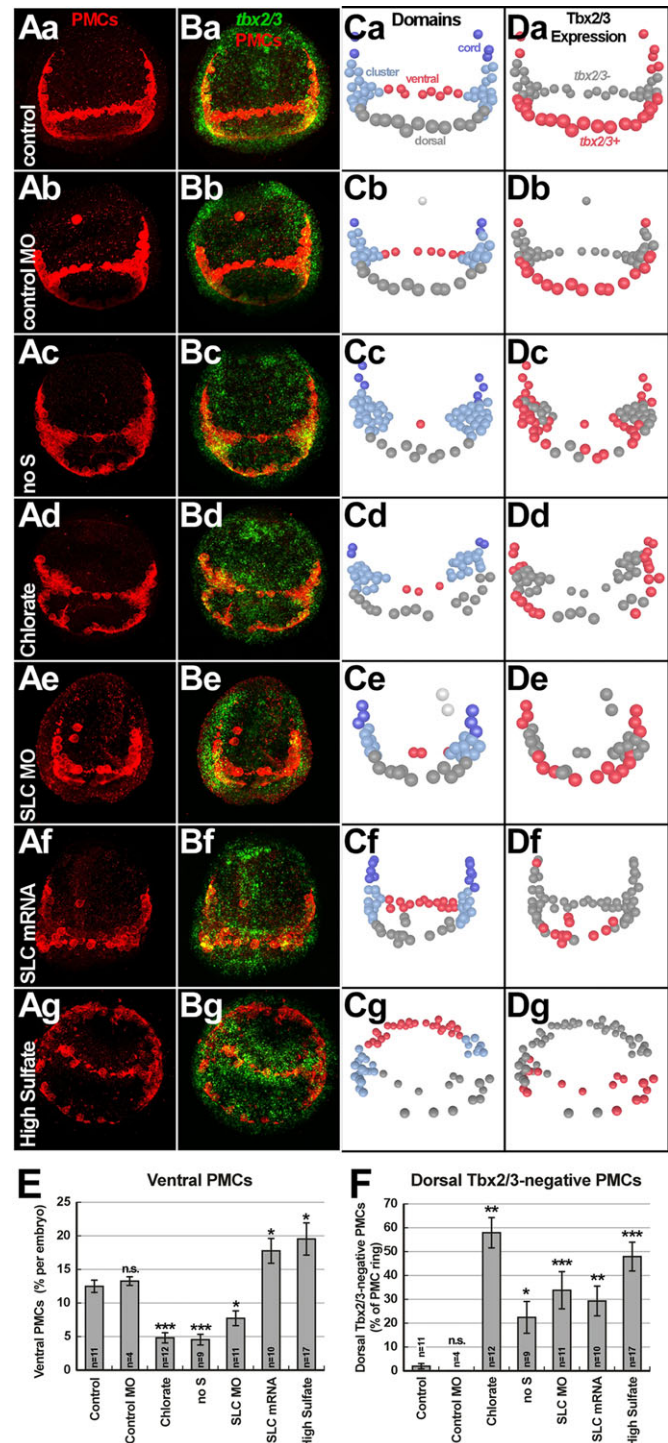 Aa PMCs
Ba tbx2/3 PMCs
Ca Domains
Da Tbx2/3 Expression
control
cord
cluster
ventral
dorsal
tbx2/3-
tbx2/3+
Ab
Bb
Cb
Db
control MO
Ac
Bc
Cc
Dc
no S
Ad
Bd
Cd
Dd
Chlorate
Ae
Be
Ce
De
SLC MO
Af
Bf
Cf
Df
SLC mRNA
Ag
Bg
Cg
Dg
High Sulfate
E Ventral PMCs
Ventral PMCs (% per embryo)
25
20
15
10
5
0
n.s.
***
***
*
*
*
n=11
n=4
n=12
n=9
n=11
n=10
n=17
Control
Control MO
Chlorate
no S
SLC MO
SLC mRNA
High Sulfate
F Dorsal Tbx2/3-negative PMCs
Dorsal Tbx2/3-negative PMCs
(% of PMC ring)
70
60
50
40
30
20
10
0
n.s.
**
*
***
**
***
n=11
n=4
n=12
n=9
n=11
n=10
n=17
Control
Control MO
Chlorate
no S
SLC MO
SLC mRNA
High Sulfate